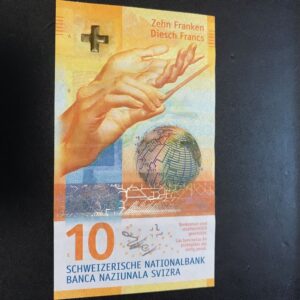 Zehn Franken
Diesch Francs
10
SCHWEIZERISCHE NATIONALBANK
BANCA NAZIUNALA SVIZRA